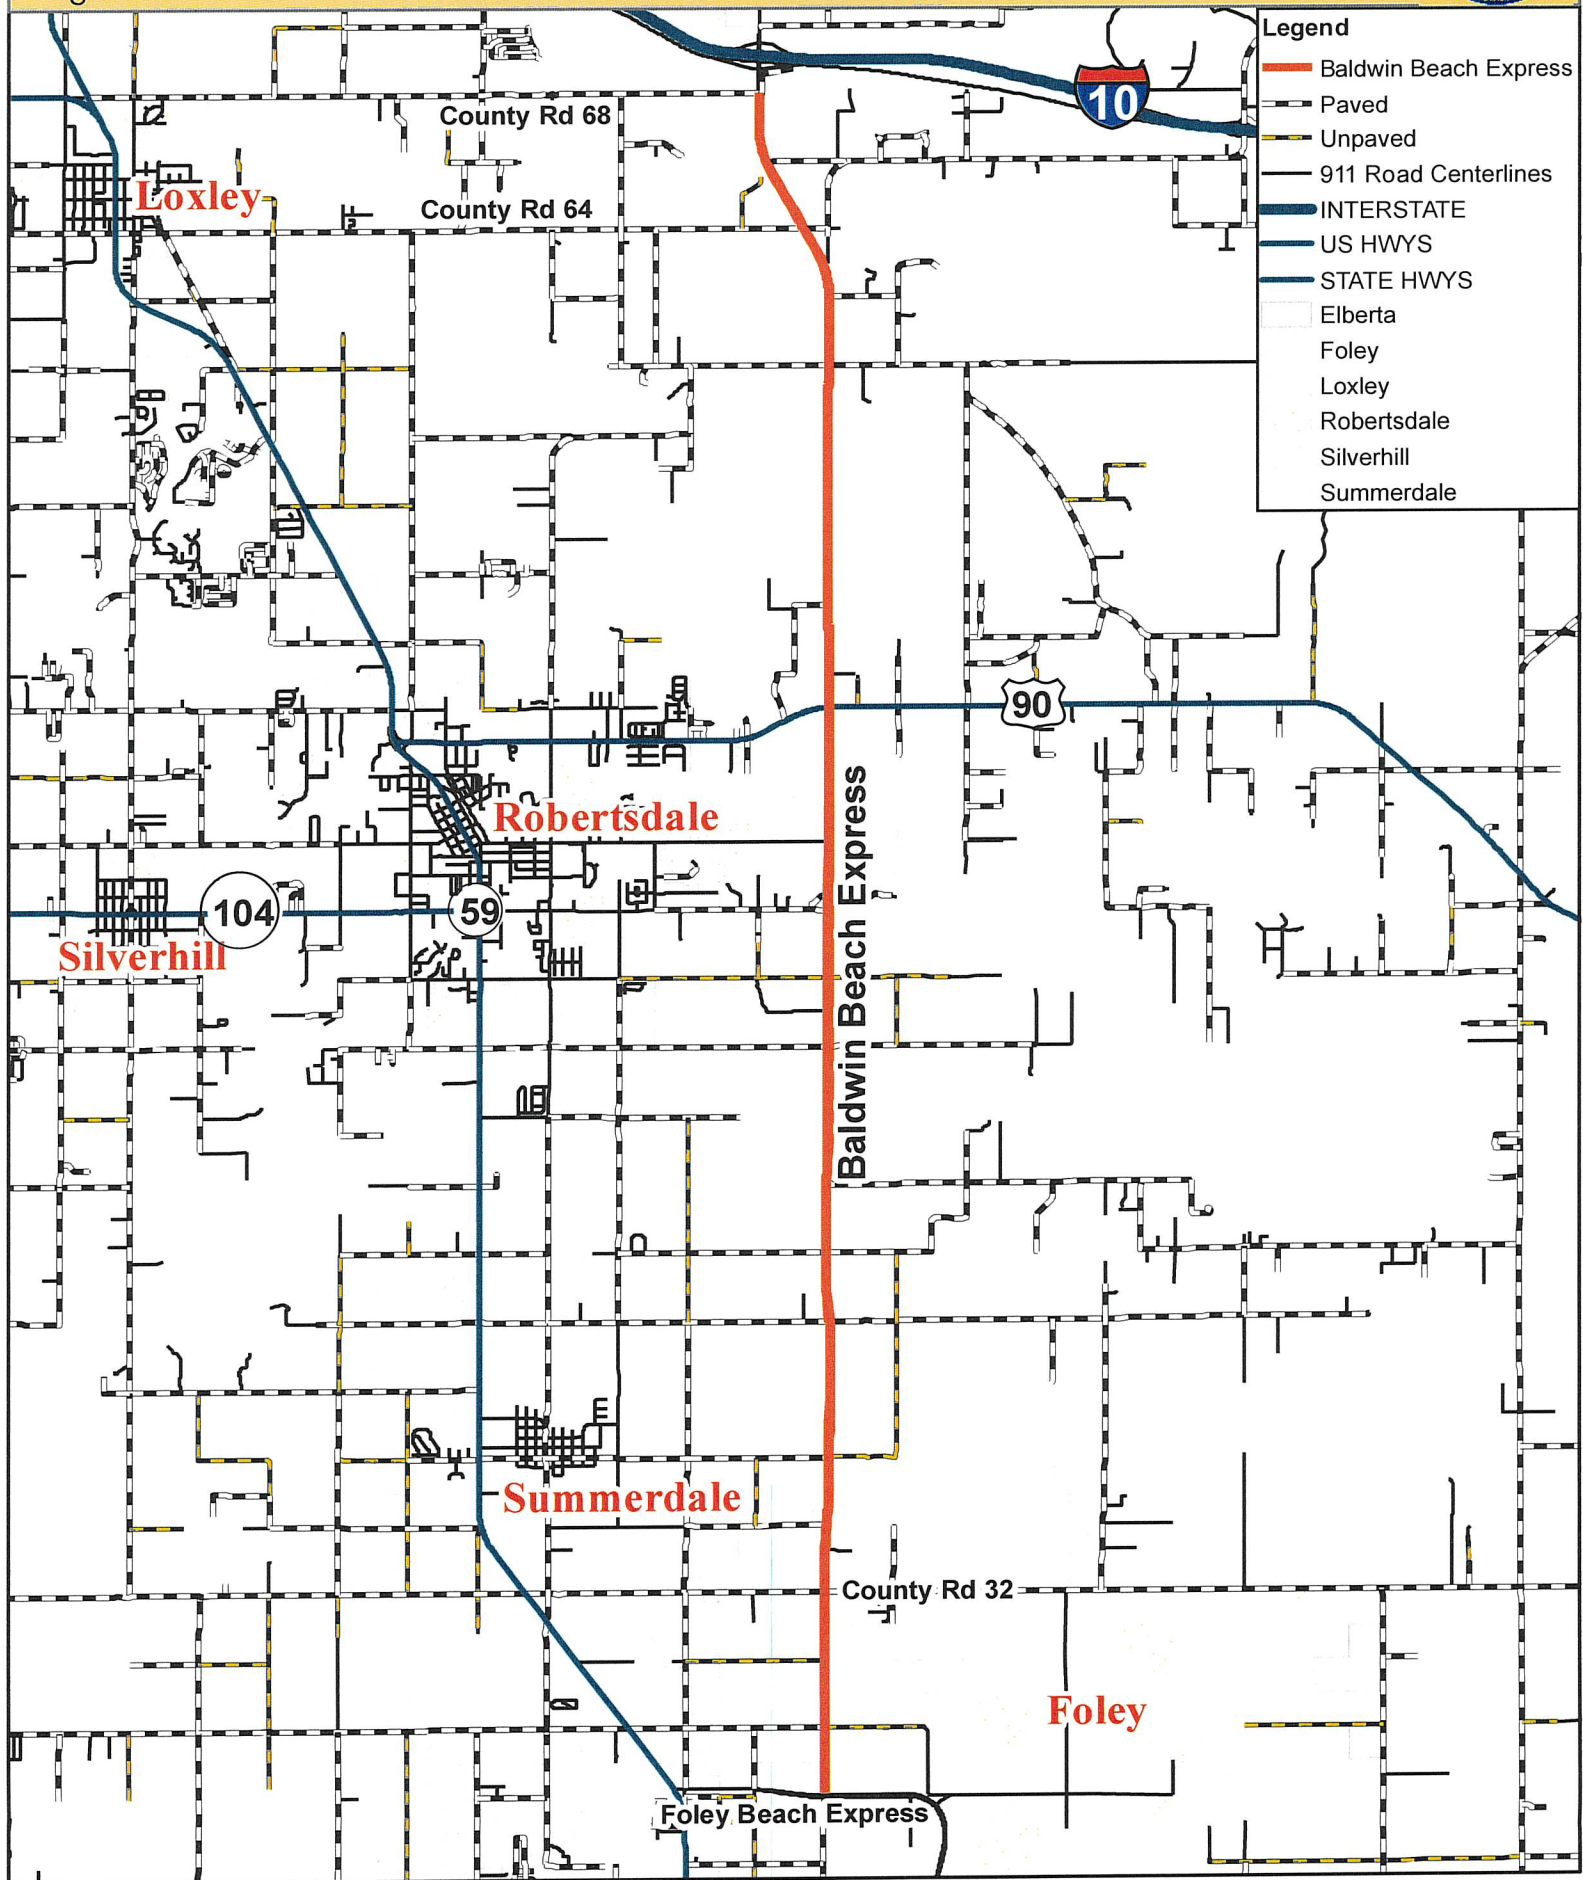 Legend
Baldwin Beach Express
Paved
Unpaved
911 Road Centerlines
INTERSTATE
US HWYS
STATE HWYS
Elberta
Foley
Loxley
Robertsdale
Silverhill
Summerdale
10
County Rd 68
Loxley
County Rd 64
90
Robertsdale
Baldwin Beach Express
104
59
Silverhill
Summerdale
County Rd 32
Foley
Foley Beach Express